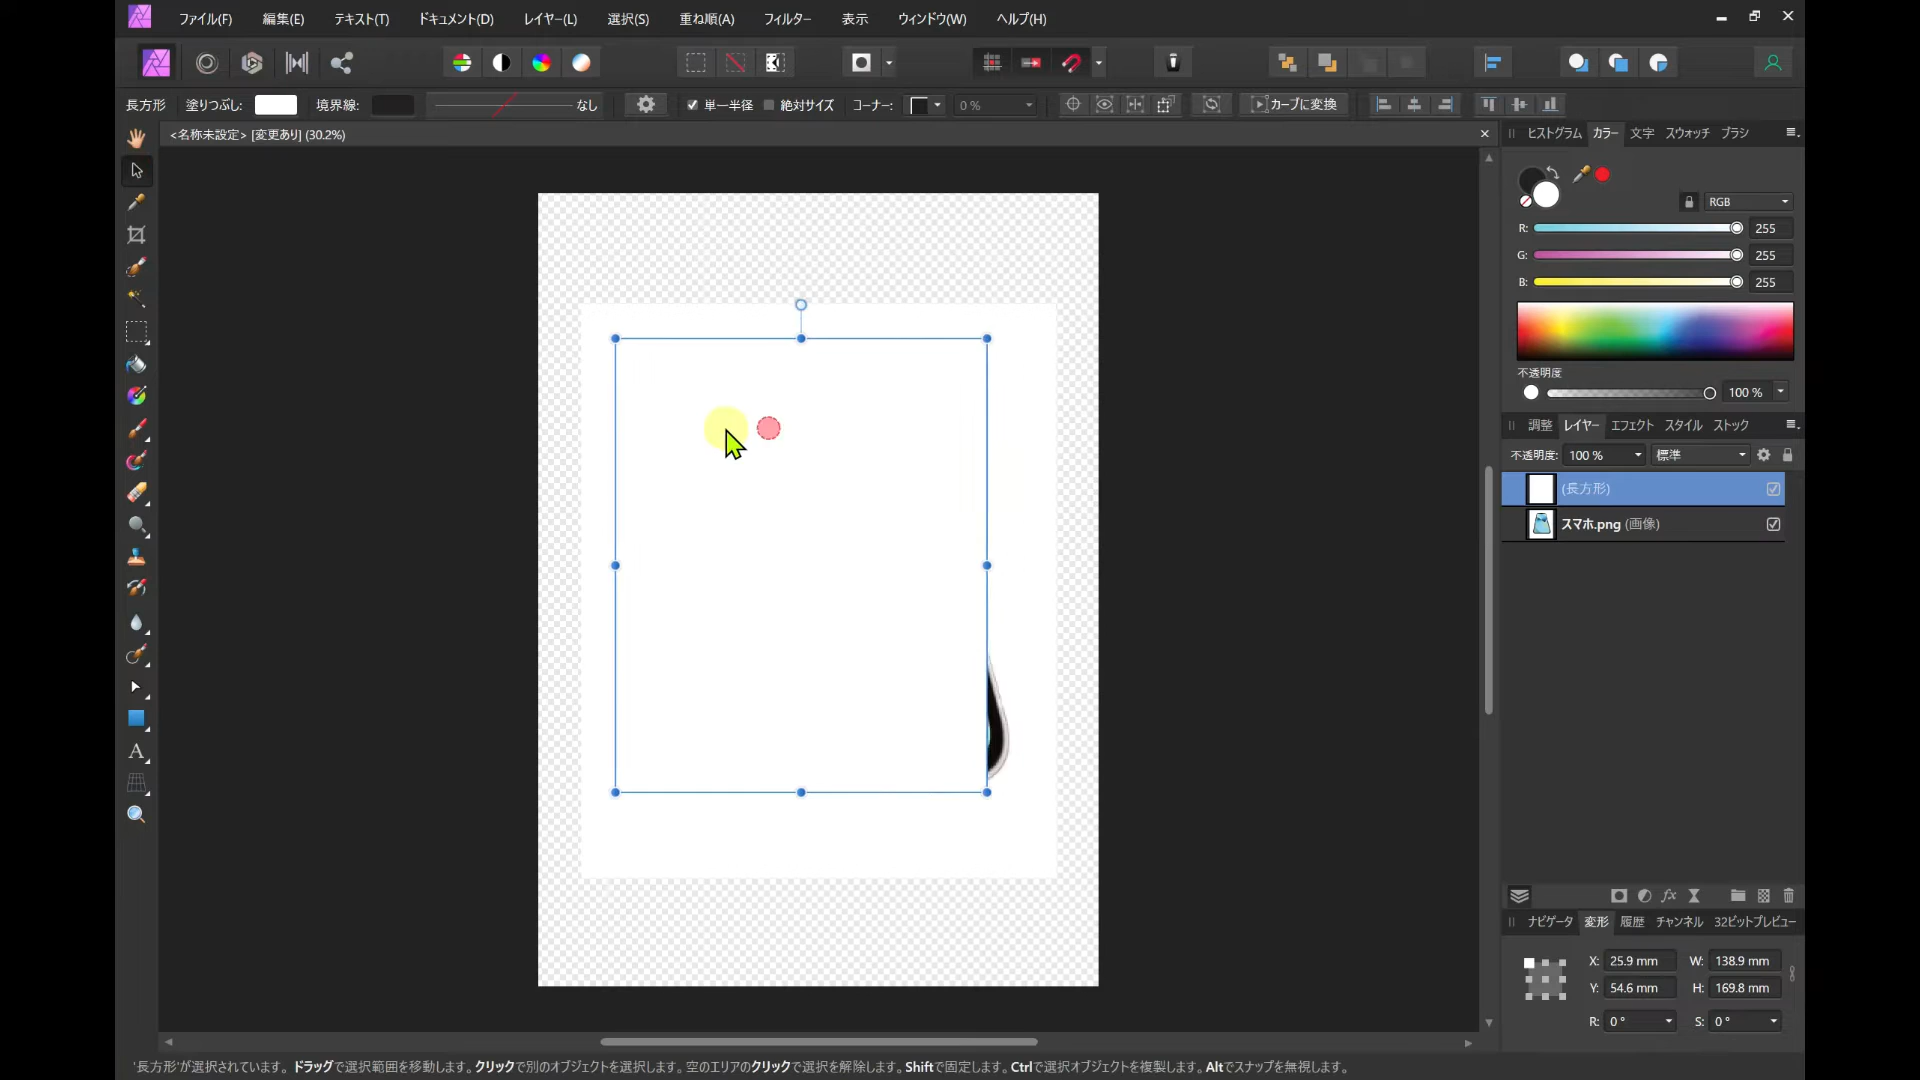 ファイル(F) 編集(E) テキスト(T) ドキュメント(D) レイヤー(L) 選択(S) 重ね順(A) フィルター 表示 ウィンドウ(W) ヘルプ(H)
長方形 塗りつぶし: 境界線: なし 単一半径 絶対サイズ コーナー: 0 % カーブに変換
<名称未設定> [変更あり] (30.2%)
ヒストグラム カラー 文字 スウォッチ ブラシ
RGB
R: 255
G: 255
B: 255
不透明度
100 %
調整 レイヤー エフェクト スタイル ストック
不透明度: 100 % 標準
(長方形)
スマホ.png (画像)
ナビゲータ 変形 履歴 チャンネル 32ビットプレビュー
X: 25.9 mm W: 138.9 mm
Y: 54.6 mm H: 169.8 mm
R: 0 ° S: 0 °
'長方形'が選択されています。 ドラッグで選択範囲を移動します。クリックで別のオブジェクトを選択します。空のエリアのクリックで選択を解除します。Shiftで固定します。Ctrlで選択オブジェクトを複製します。Altでスナップを無視します。